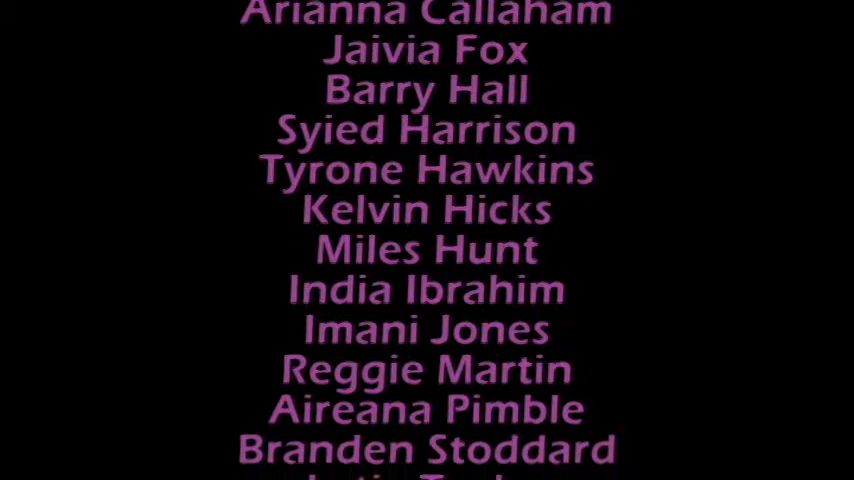 Arianna Callaham
Jaivia Fox
Barry Hall
Syied Harrison
Tyrone Hawkins
Kelvin Hicks
Miles Hunt
India Ibrahim
Imani Jones
Reggie Martin
Aireana Pimble
Branden Stoddard